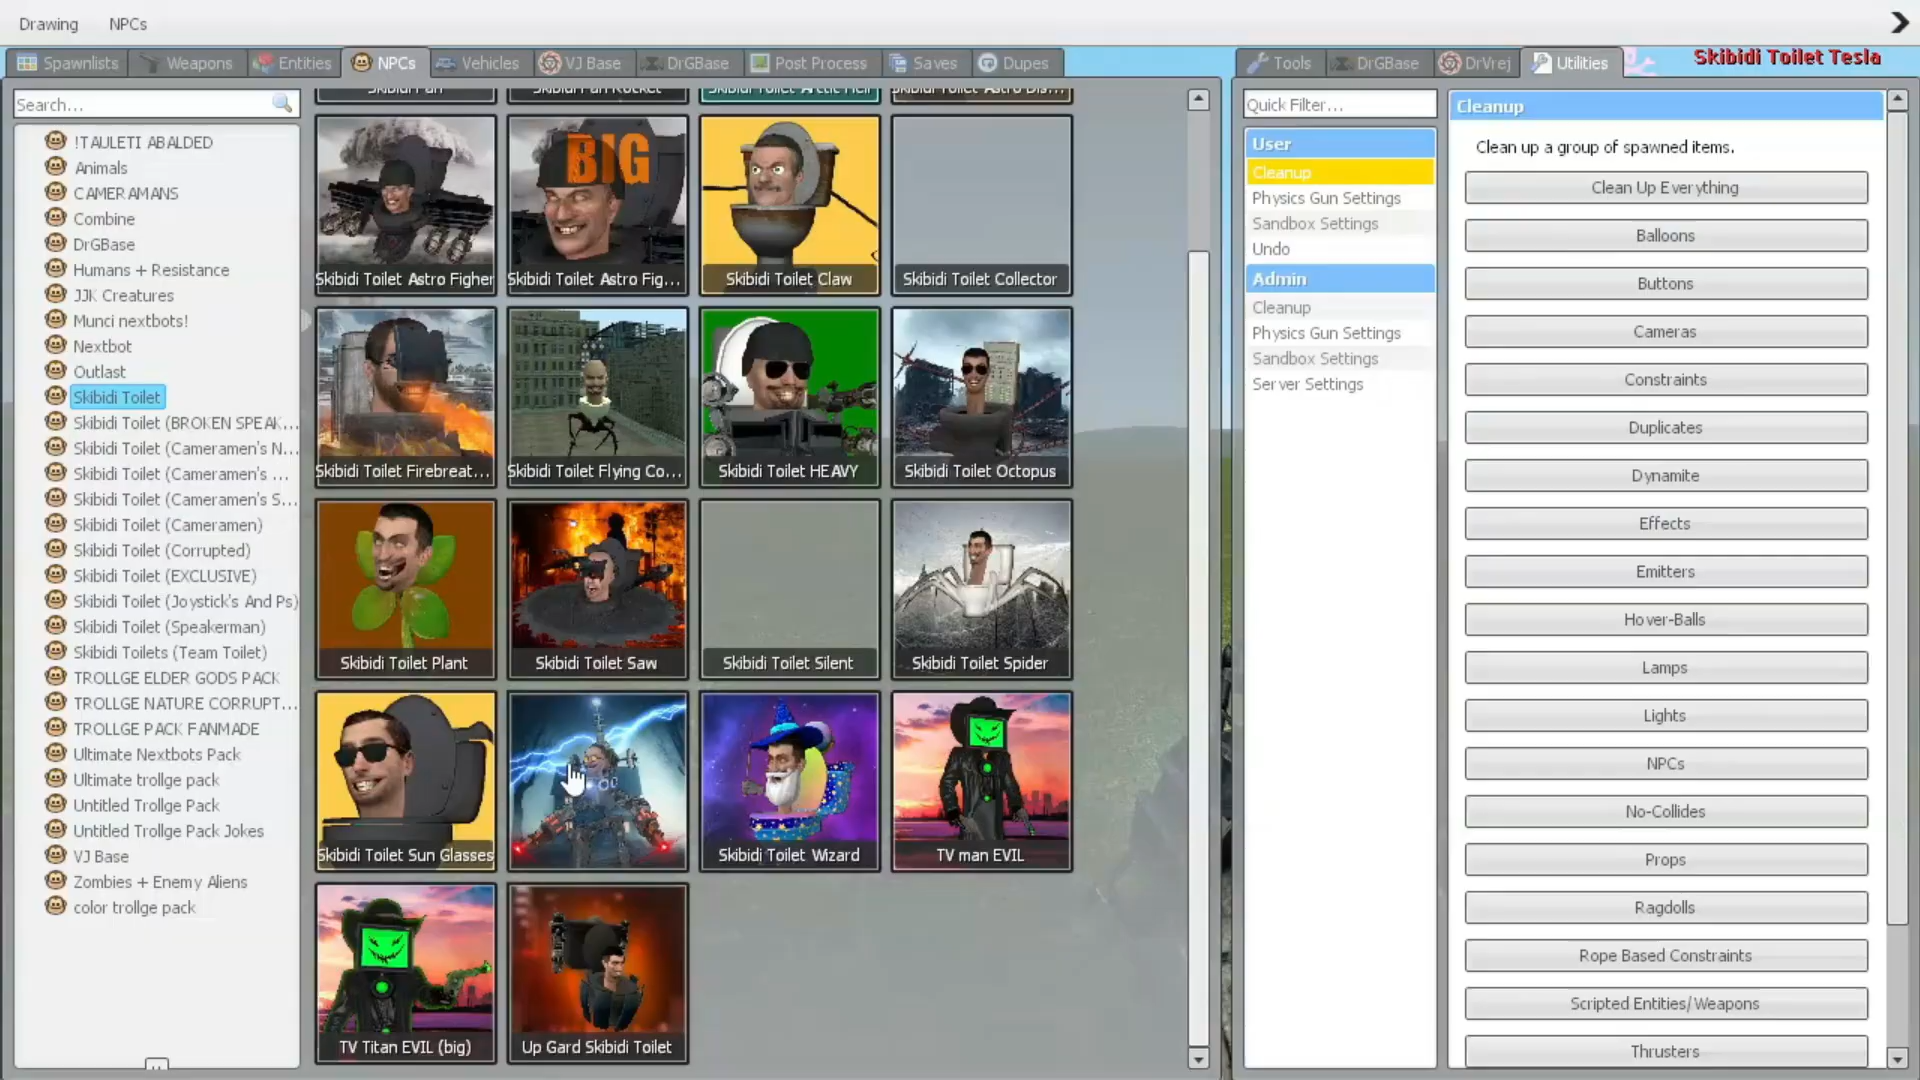 Drawing NPCs
Spawnlists Weapons Entities NPCs Vehicles VJ Base DrGBase Post Process Saves Dupes
Tools DrGBase DrVrej Utilities
Skibidi Toilet Tesla
Search...
!TAULETI ABALDED
Animals
CAMERAMANS
Combine
DrGBase
Humans + Resistance
JJK Creatures
Munci nextbots!
Nextbot
Outlast
Skibidi Toilet
Skibidi Toilet (BROKEN SPEAK...
Skibidi Toilet (Cameramen's N...
Skibidi Toilet (Cameramen's ...
Skibidi Toilet (Cameramen's S...
Skibidi Toilet (Cameramen)
Skibidi Toilet (Corrupted)
Skibidi Toilet (EXCLUSIVE)
Skibidi Toilet (Joystick's And Ps)
Skibidi Toilet (Speakerman)
Skibidi Toilets (Team Toilet)
TROLLGE ELDER GODS PACK
TROLLGE NATURE CORRUPT...
TROLLGE PACK FANMADE
Ultimate Nextbots Pack
Ultimate trollge pack
Untitled Trollge Pack
Untitled Trollge Pack Jokes
VJ Base
Zombies + Enemy Aliens
color trollge pack
BIG
Skibidi Toilet Astro Figher
Skibidi Toilet Astro Fig...
Skibidi Toilet Claw
Skibidi Toilet Collector
Skibidi Toilet Firebreat...
Skibidi Toilet Flying Co...
Skibidi Toilet HEAVY
Skibidi Toilet Octopus
Skibidi Toilet Plant
Skibidi Toilet Saw
Skibidi Toilet Silent
Skibidi Toilet Spider
Skibidi Toilet Sun Glasses
Skibidi Toilet Wizard
TV man EVIL
TV Titan EVIL (big)
Up Gard Skibidi Toilet
Quick Filter...
User
Cleanup
Physics Gun Settings
Sandbox Settings
Undo
Admin
Cleanup
Physics Gun Settings
Sandbox Settings
Server Settings
Cleanup
Clean up a group of spawned items.
Clean Up Everything
Balloons
Buttons
Cameras
Constraints
Duplicates
Dynamite
Effects
Emitters
Hover-Balls
Lamps
Lights
NPCs
No-Collides
Props
Ragdolls
Rope Based Constraints
Scripted Entities/Weapons
Thrusters